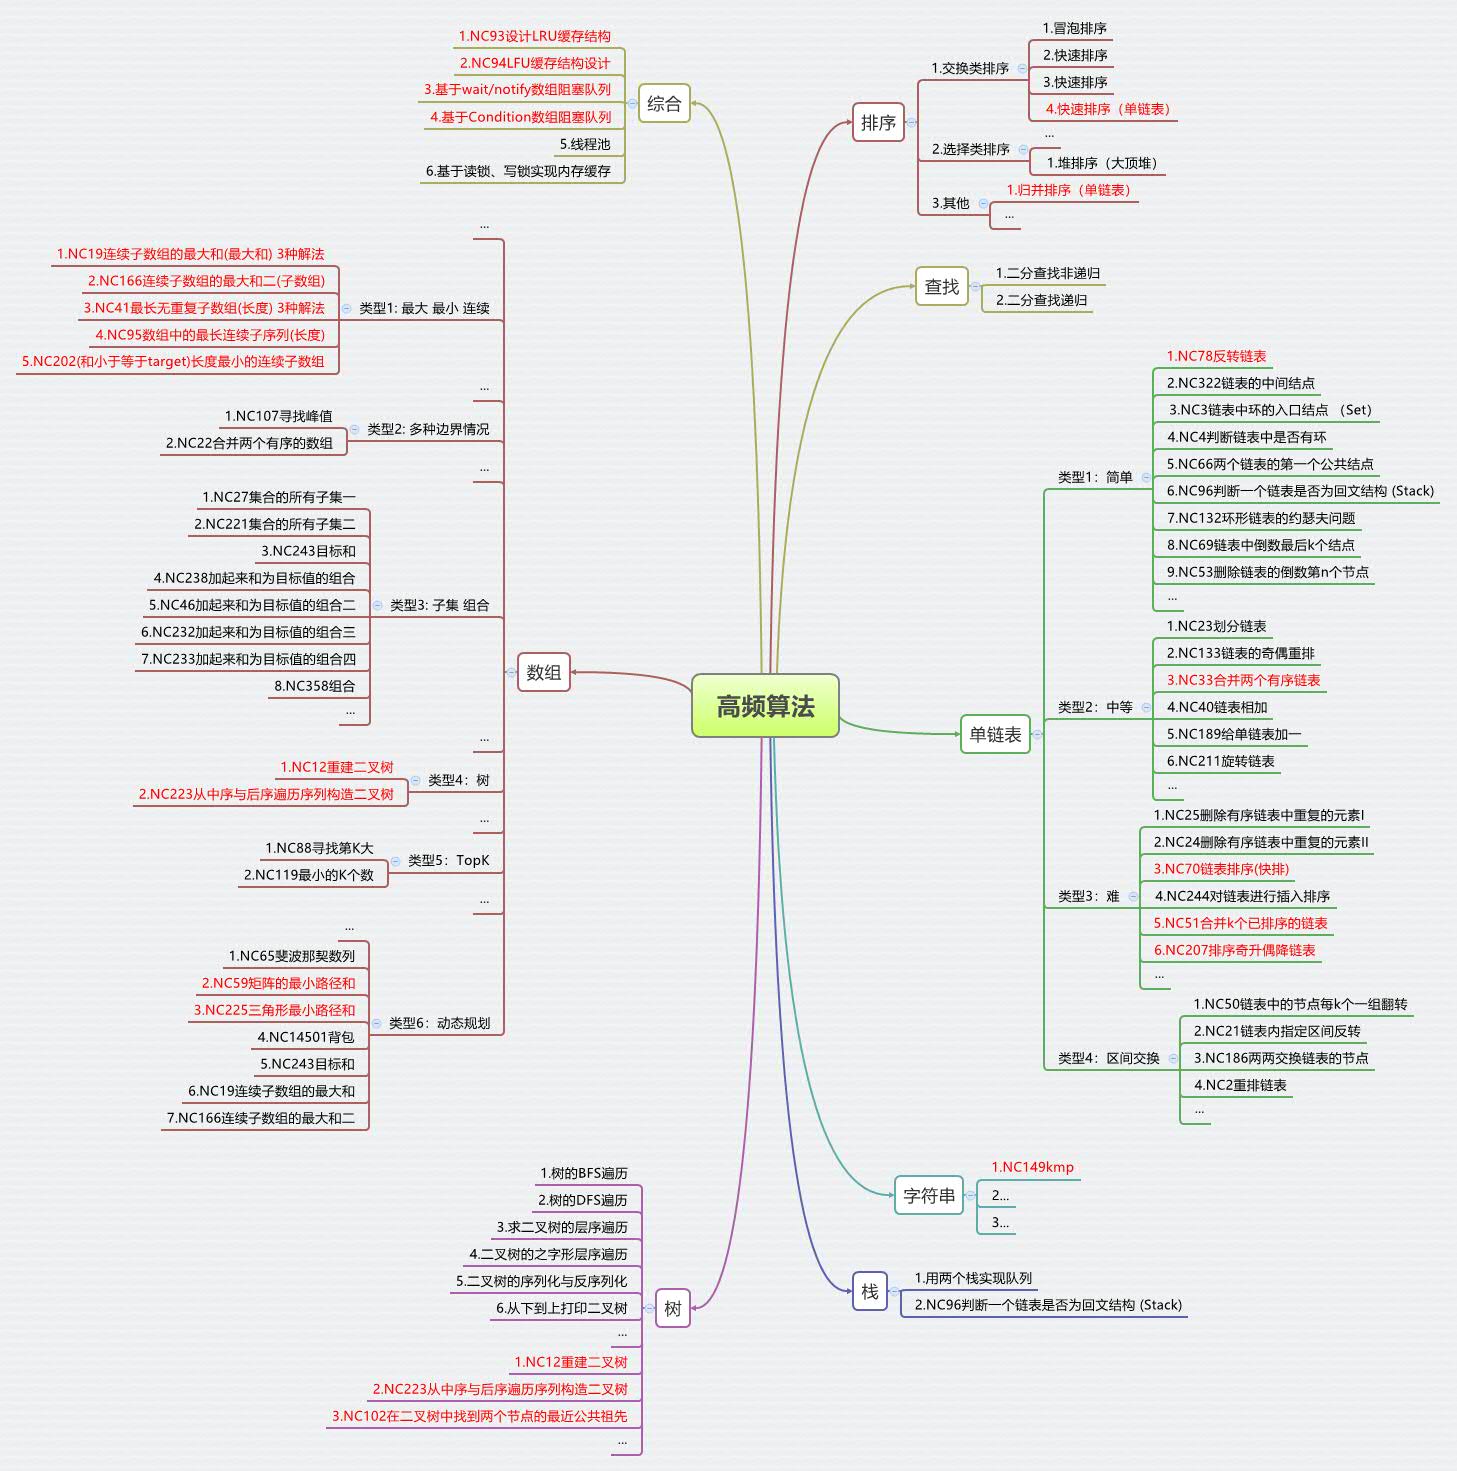 高频算法
综合
1.NC93设计LRU缓存结构
2.NC94LFU缓存结构设计
3.基于wait/notify数组阻塞队列
4.基于Condition数组阻塞队列
5.线程池
6.基于读锁、写锁实现内存缓存
排序
1.交换类排序
1.冒泡排序
2.快速排序
3.快速排序
4.快速排序（单链表）
2.选择类排序
...
1.堆排序（大顶堆）
3.其他
1.归并排序（单链表）
...
查找
1.二分查找非递归
2.二分查找递归
数组
...
类型1: 最大 最小 连续
1.NC19连续子数组的最大和(最大和) 3种解法
2.NC166连续子数组的最大和二(子数组)
3.NC41最长无重复子数组(长度) 3种解法
4.NC95数组中的最长连续子序列(长度)
5.NC202(和小于等于target)长度最小的连续子数组
...
类型2: 多种边界情况
1.NC107寻找峰值
2.NC22合并两个有序的数组
...
类型3: 子集 组合
1.NC27集合的所有子集一
2.NC221集合的所有子集二
3.NC243目标和
4.NC238加起来和为目标值的组合
5.NC46加起来和为目标值的组合二
6.NC232加起来和为目标值的组合三
7.NC233加起来和为目标值的组合四
8.NC358组合
...
...
类型4：树
1.NC12重建二叉树
2.NC223从中序与后序遍历序列构造二叉树
...
类型5：TopK
1.NC88寻找第K大
2.NC119最小的K个数
...
类型6：动态规划
...
1.NC65斐波那契数列
2.NC59矩阵的最小路径和
3.NC225三角形最小路径和
4.NC14501背包
5.NC243目标和
6.NC19连续子数组的最大和
7.NC166连续子数组的最大和二
单链表
类型1：简单
1.NC78反转链表
2.NC322链表的中间结点
3.NC3链表中环的入口结点 （Set）
4.NC4判断链表中是否有环
5.NC66两个链表的第一个公共结点
6.NC96判断一个链表是否为回文结构 (Stack)
7.NC132环形链表的约瑟夫问题
8.NC69链表中倒数最后k个结点
9.NC53删除链表的倒数第n个节点
...
类型2：中等
1.NC23划分链表
2.NC133链表的奇偶重排
3.NC33合并两个有序链表
4.NC40链表相加
5.NC189给单链表加一
6.NC211旋转链表
...
类型3：难
1.NC25删除有序链表中重复的元素I
2.NC24删除有序链表中重复的元素II
3.NC70链表排序(快排)
4.NC244对链表进行插入排序
5.NC51合并k个已排序的链表
6.NC207排序奇升偶降链表
...
类型4：区间交换
1.NC50链表中的节点每k个一组翻转
2.NC21链表内指定区间反转
3.NC186两两交换链表的节点
4.NC2重排链表
...
字符串
1.NC149kmp
2...
3...
栈
1.用两个栈实现队列
2.NC96判断一个链表是否为回文结构 (Stack)
树
1.树的BFS遍历
2.树的DFS遍历
3.求二叉树的层序遍历
4.二叉树的之字形层序遍历
5.二叉树的序列化与反序列化
6.从下到上打印二叉树
...
1.NC12重建二叉树
2.NC223从中序与后序遍历序列构造二叉树
3.NC102在二叉树中找到两个节点的最近公共祖先
...